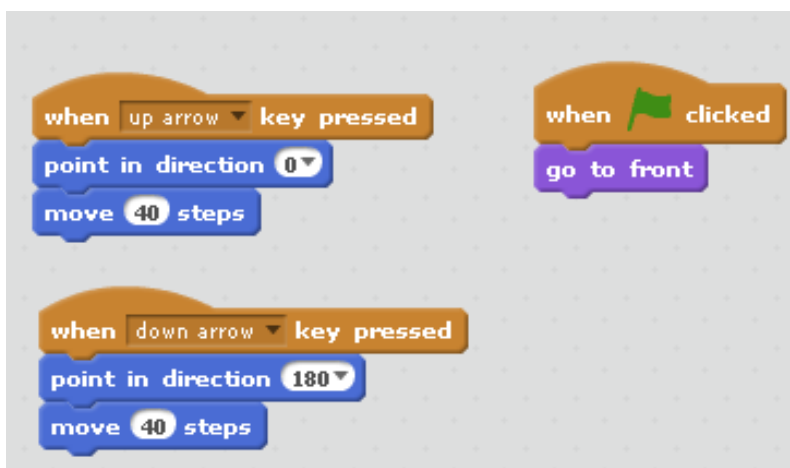 when up arrow key pressed
point in direction 0
move 40 steps
when down arrow key pressed
point in direction 180
move 40 steps
when clicked
go to front